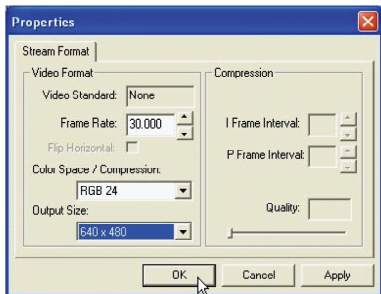 Properties
Stream Format
Video Format
Video Standard: None
Frame Rate: 30.000
Flip Horizontal:
Color Space / Compression:
RGB 24
Output Size:
640 x 480
Compression
I Frame Interval:
P Frame Interval:
Quality:
OK Cancel Apply